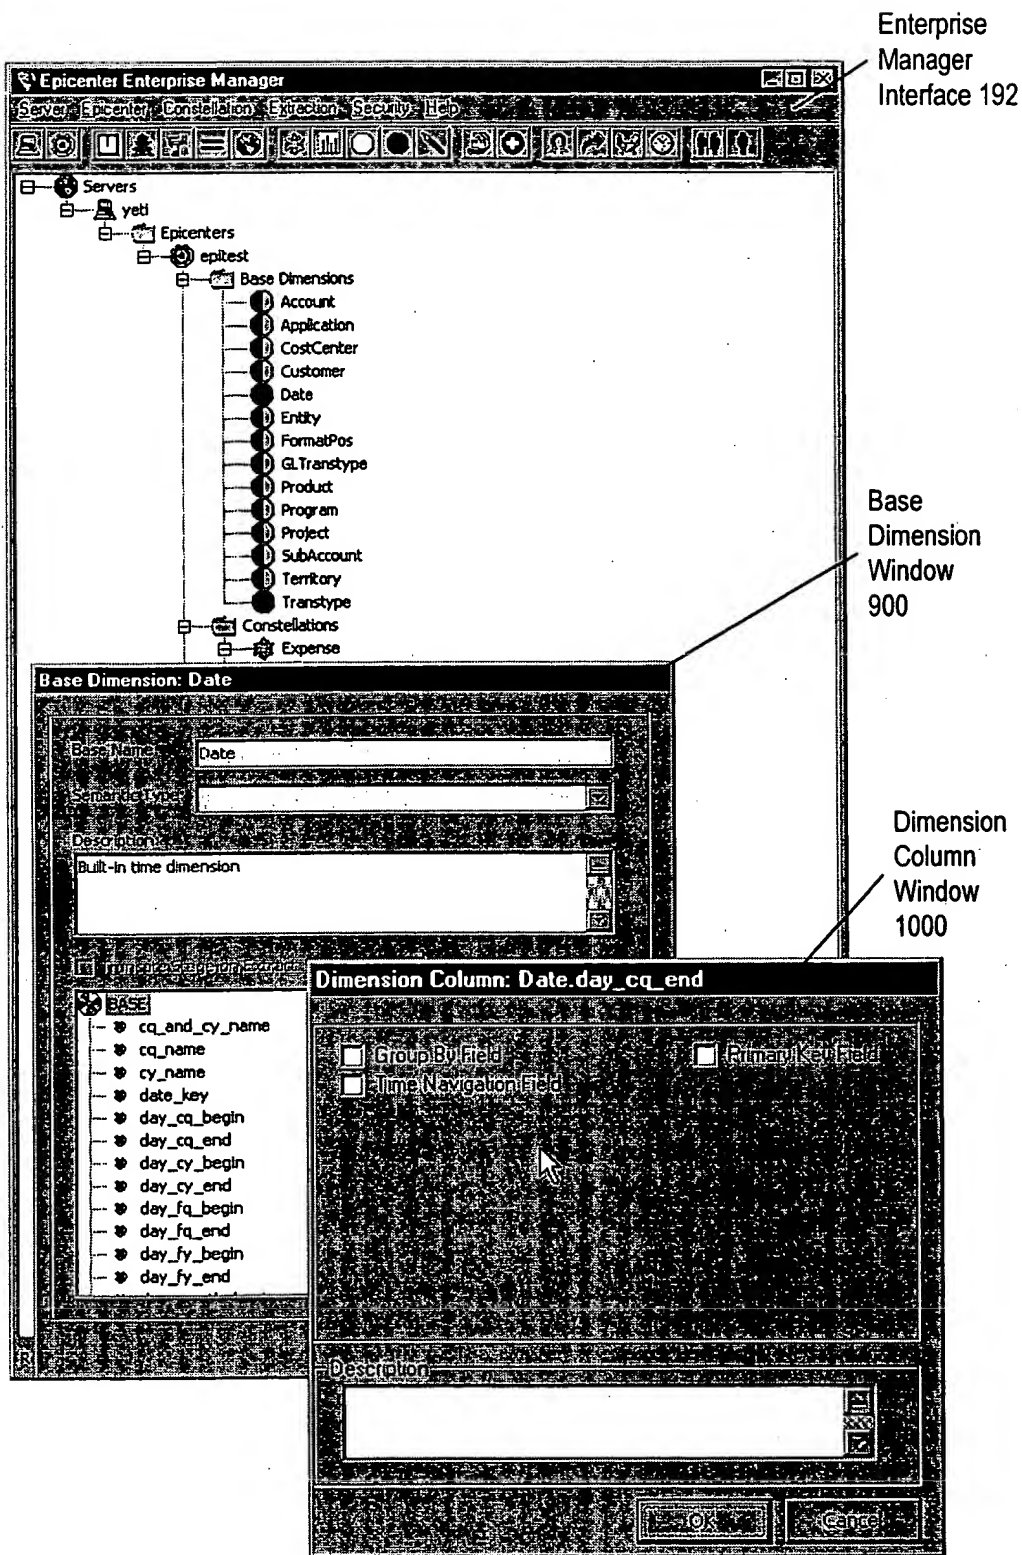 Enterprise
Manager
Interface 192
Epicenter Enterprise Manager
Server Epicenter Constellation Extraction Security Help
Servers
yeti
Epicenters
epitest
Base Dimensions
Account
Application
CostCenter
Customer
Date
Entity
FormatPos
GLTranstype
Product
Program
Project
SubAccount
Territory
Transtype
Constellations
Expense
Base
Dimension
Window
900
Base Dimension: Date
Base Name
Date
Semantic Type
Description
Built-in time dimension
Dimension
Column
Window
1000
BASE
cq_and_cy_name
cq_name
cy_name
date_key
day_cq_begin
day_cq_end
day_cy_begin
day_cy_end
day_fq_begin
day_fq_end
day_fy_begin
day_fy_end
Dimension Column: Date.day_cq_end
Group By Field
Primary Key Field
Time Navigation Field
Description
OK Cancel